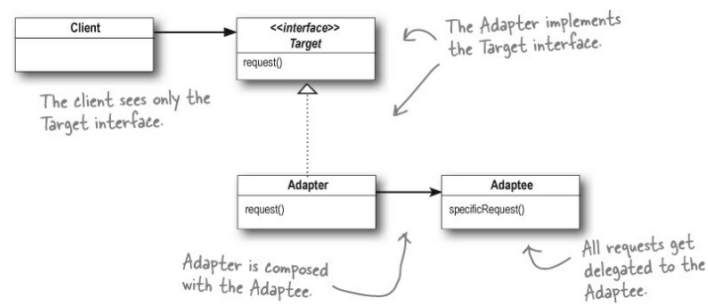 Client
<<interface>>
Target
request()
The Adapter implements
the Target interface.
The client sees only the
Target interface.
Adapter
request()
Adaptee
specificRequest()
Adapter is composed
with the Adaptee.
All requests get
delegated to the
Adaptee.